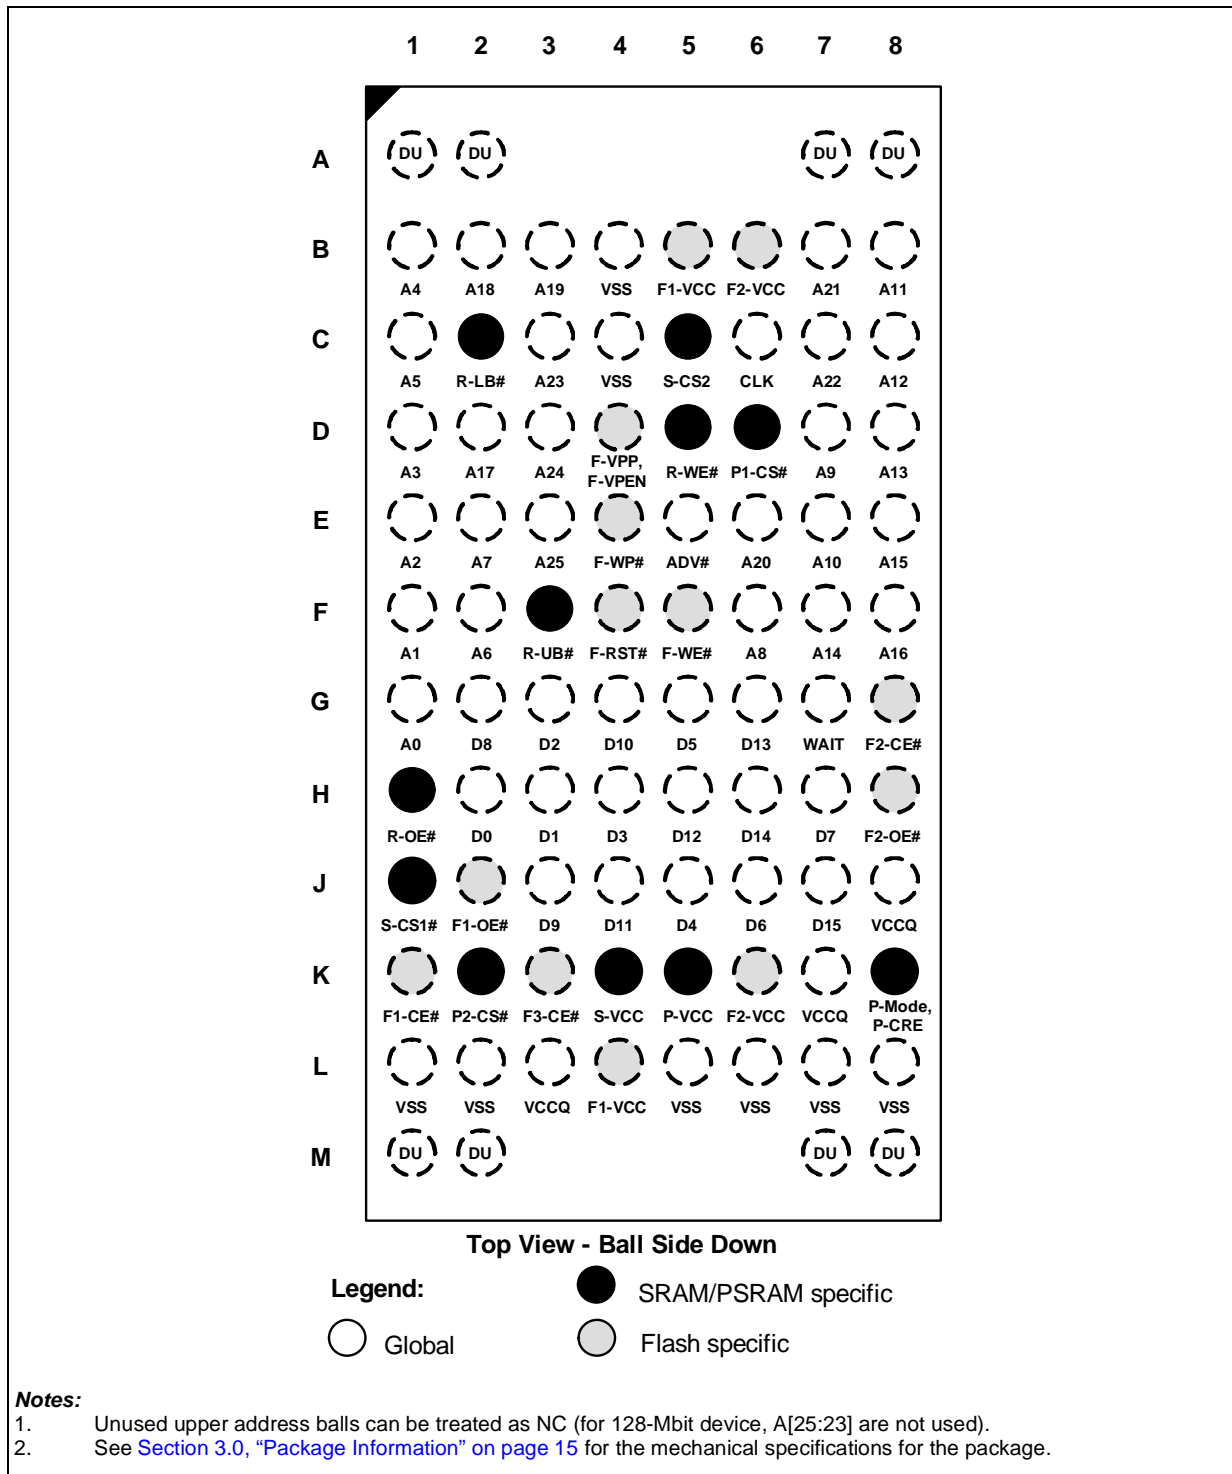 1 2 3 4 5 6 7 8
A DU DU DU DU
B
A4 A18 A19 VSS F1-VCC F2-VCC A21 A11
C
A5 R-LB# A23 VSS S-CS2 CLK A22 A12
D
A3 A17 A24 F-VPP, F-VPEN R-WE# P1-CS# A9 A13
E
A2 A7 A25 F-WP# ADV# A20 A10 A15
F
A1 A6 R-UB# F-RST# F-WE# A8 A14 A16
G
A0 D8 D2 D10 D5 D13 WAIT F2-CE#
H
R-OE# D0 D1 D3 D12 D14 D7 F2-OE#
J
S-CS1# F1-OE# D9 D11 D4 D6 D15 VCCQ
K
F1-CE# P2-CS# F3-CE# S-VCC P-VCC F2-VCC VCCQ P-Mode, P-CRE
L
VSS VSS VCCQ F1-VCC VSS VSS VSS VSS
M DU DU DU DU
Top View - Ball Side Down
Legend:
SRAM/PSRAM specific
Global
Flash specific
Notes:
1. Unused upper address balls can be treated as NC (for 128-Mbit device, A[25:23] are not used).
2. See Section 3.0, “Package Information” on page 15 for the mechanical specifications for the package.